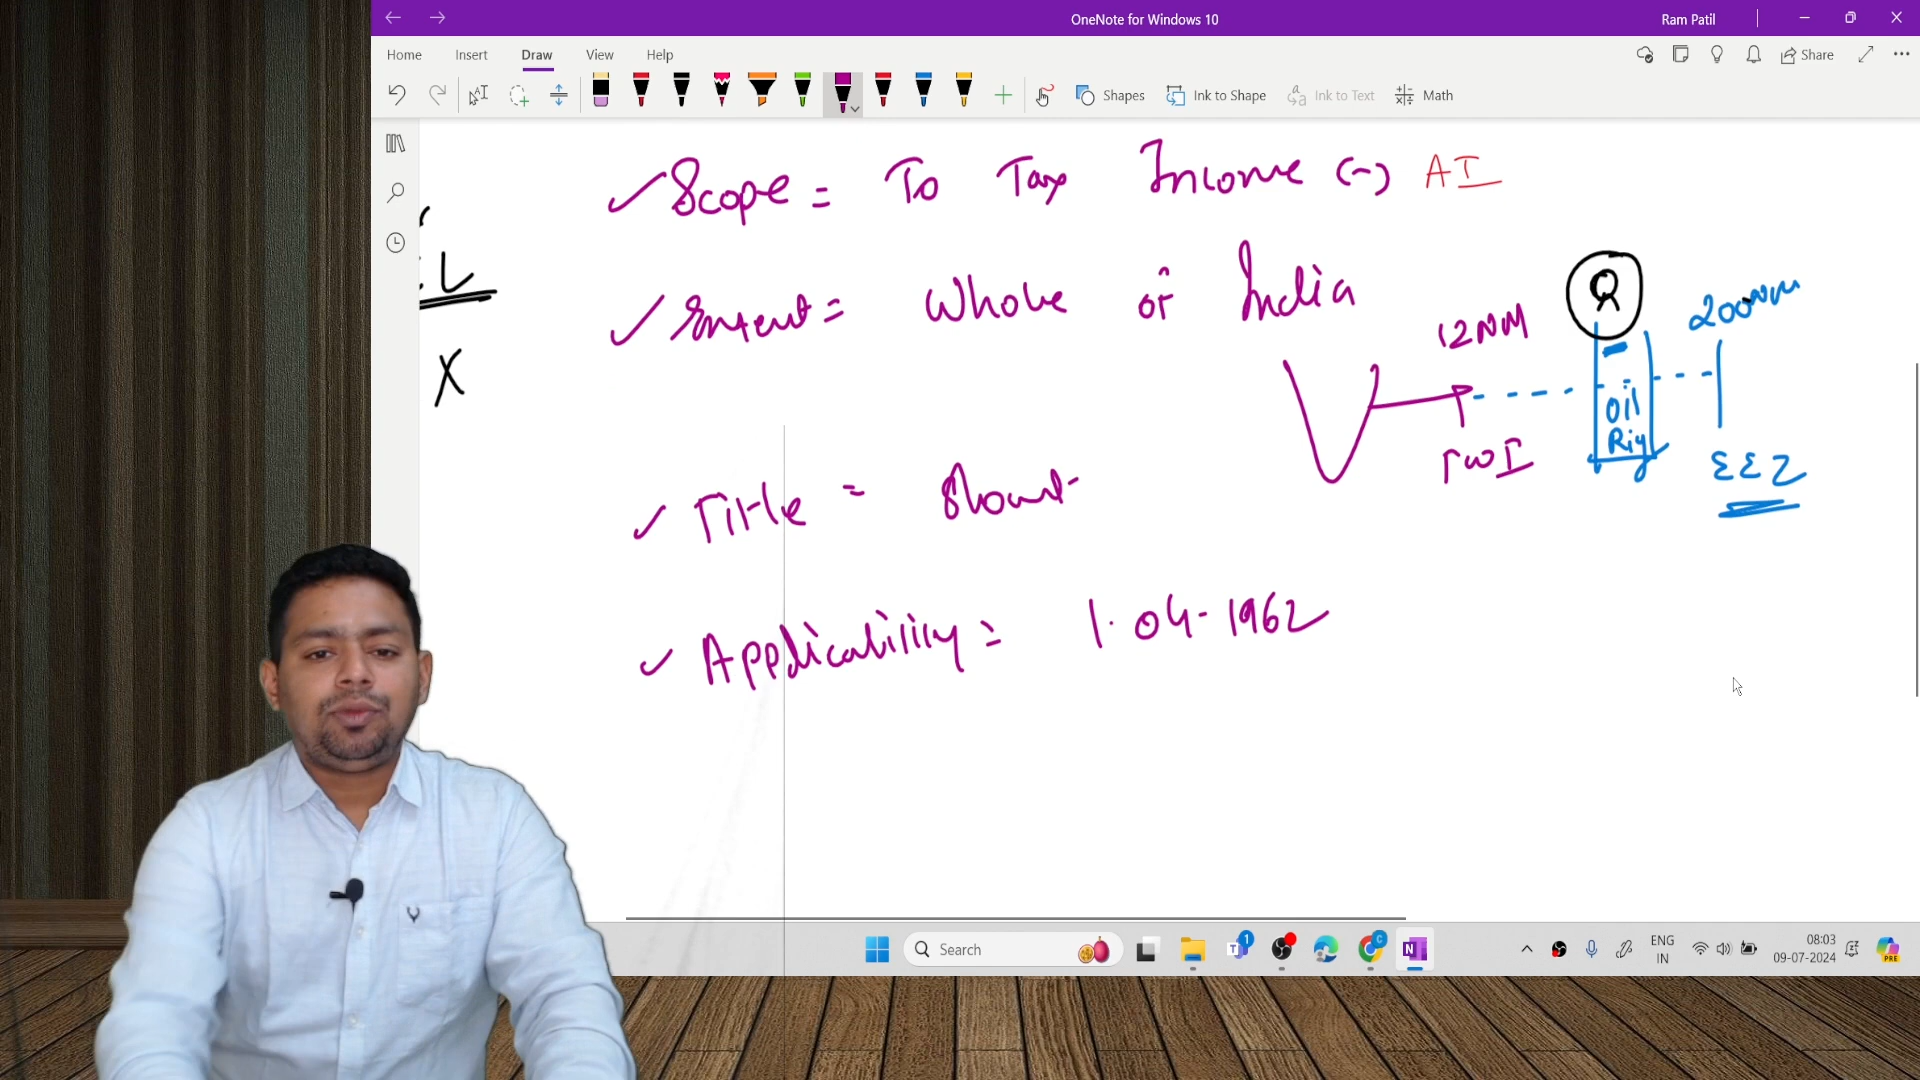 OneNote for Windows 10
Ram Patil
Home Insert Draw View Help
Share
Shapes Ink to Shape Ink to Text Math
✓ Scope = To Tax Income (-) AI
✓ Extent = Whole of India
L
X
12NM
200NM
oil
Rig
TWI
EEZ
✓ Title = Short
✓ Applicability = 1.04-1962
Search
ENG
IN
08:03
09-07-2024
PRE